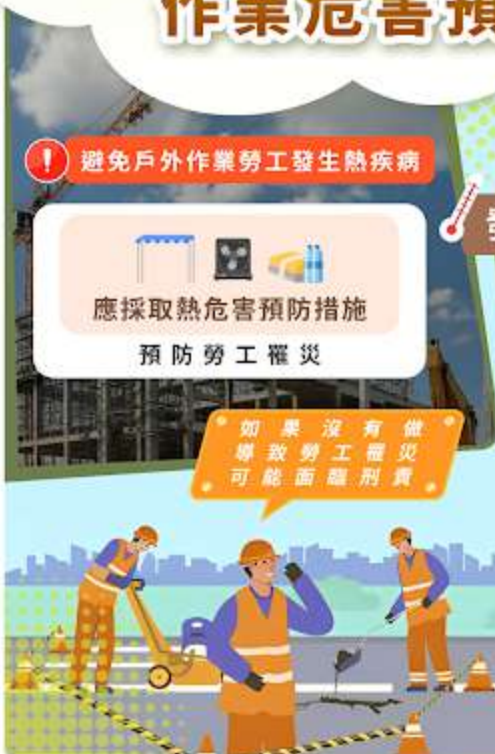 作業危害預
避免戶外作業勞工發生熱疾病
應採取熱危害預防措施
預防勞工罹災
如果沒有做
導致勞工罹災
可能面臨刑責